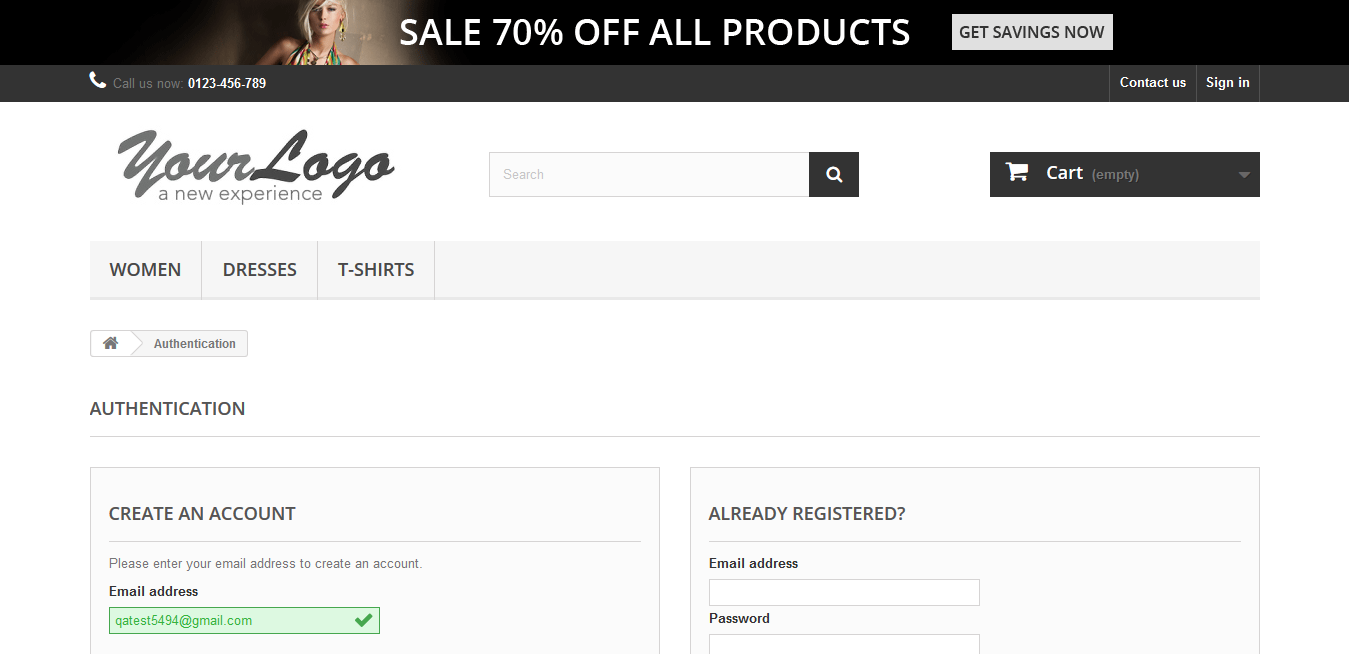 SALE 70% OFF ALL PRODUCTS GET SAVINGS NOW
Call us now: 0123-456-789 Contact us Sign in
YourLogo
a new experience
Search
Cart (empty)
WOMEN DRESSES T-SHIRTS
Authentication
AUTHENTICATION
CREATE AN ACCOUNT
Please enter your email address to create an account.
Email address
qatest5494@gmail.com
ALREADY REGISTERED?
Email address
Password